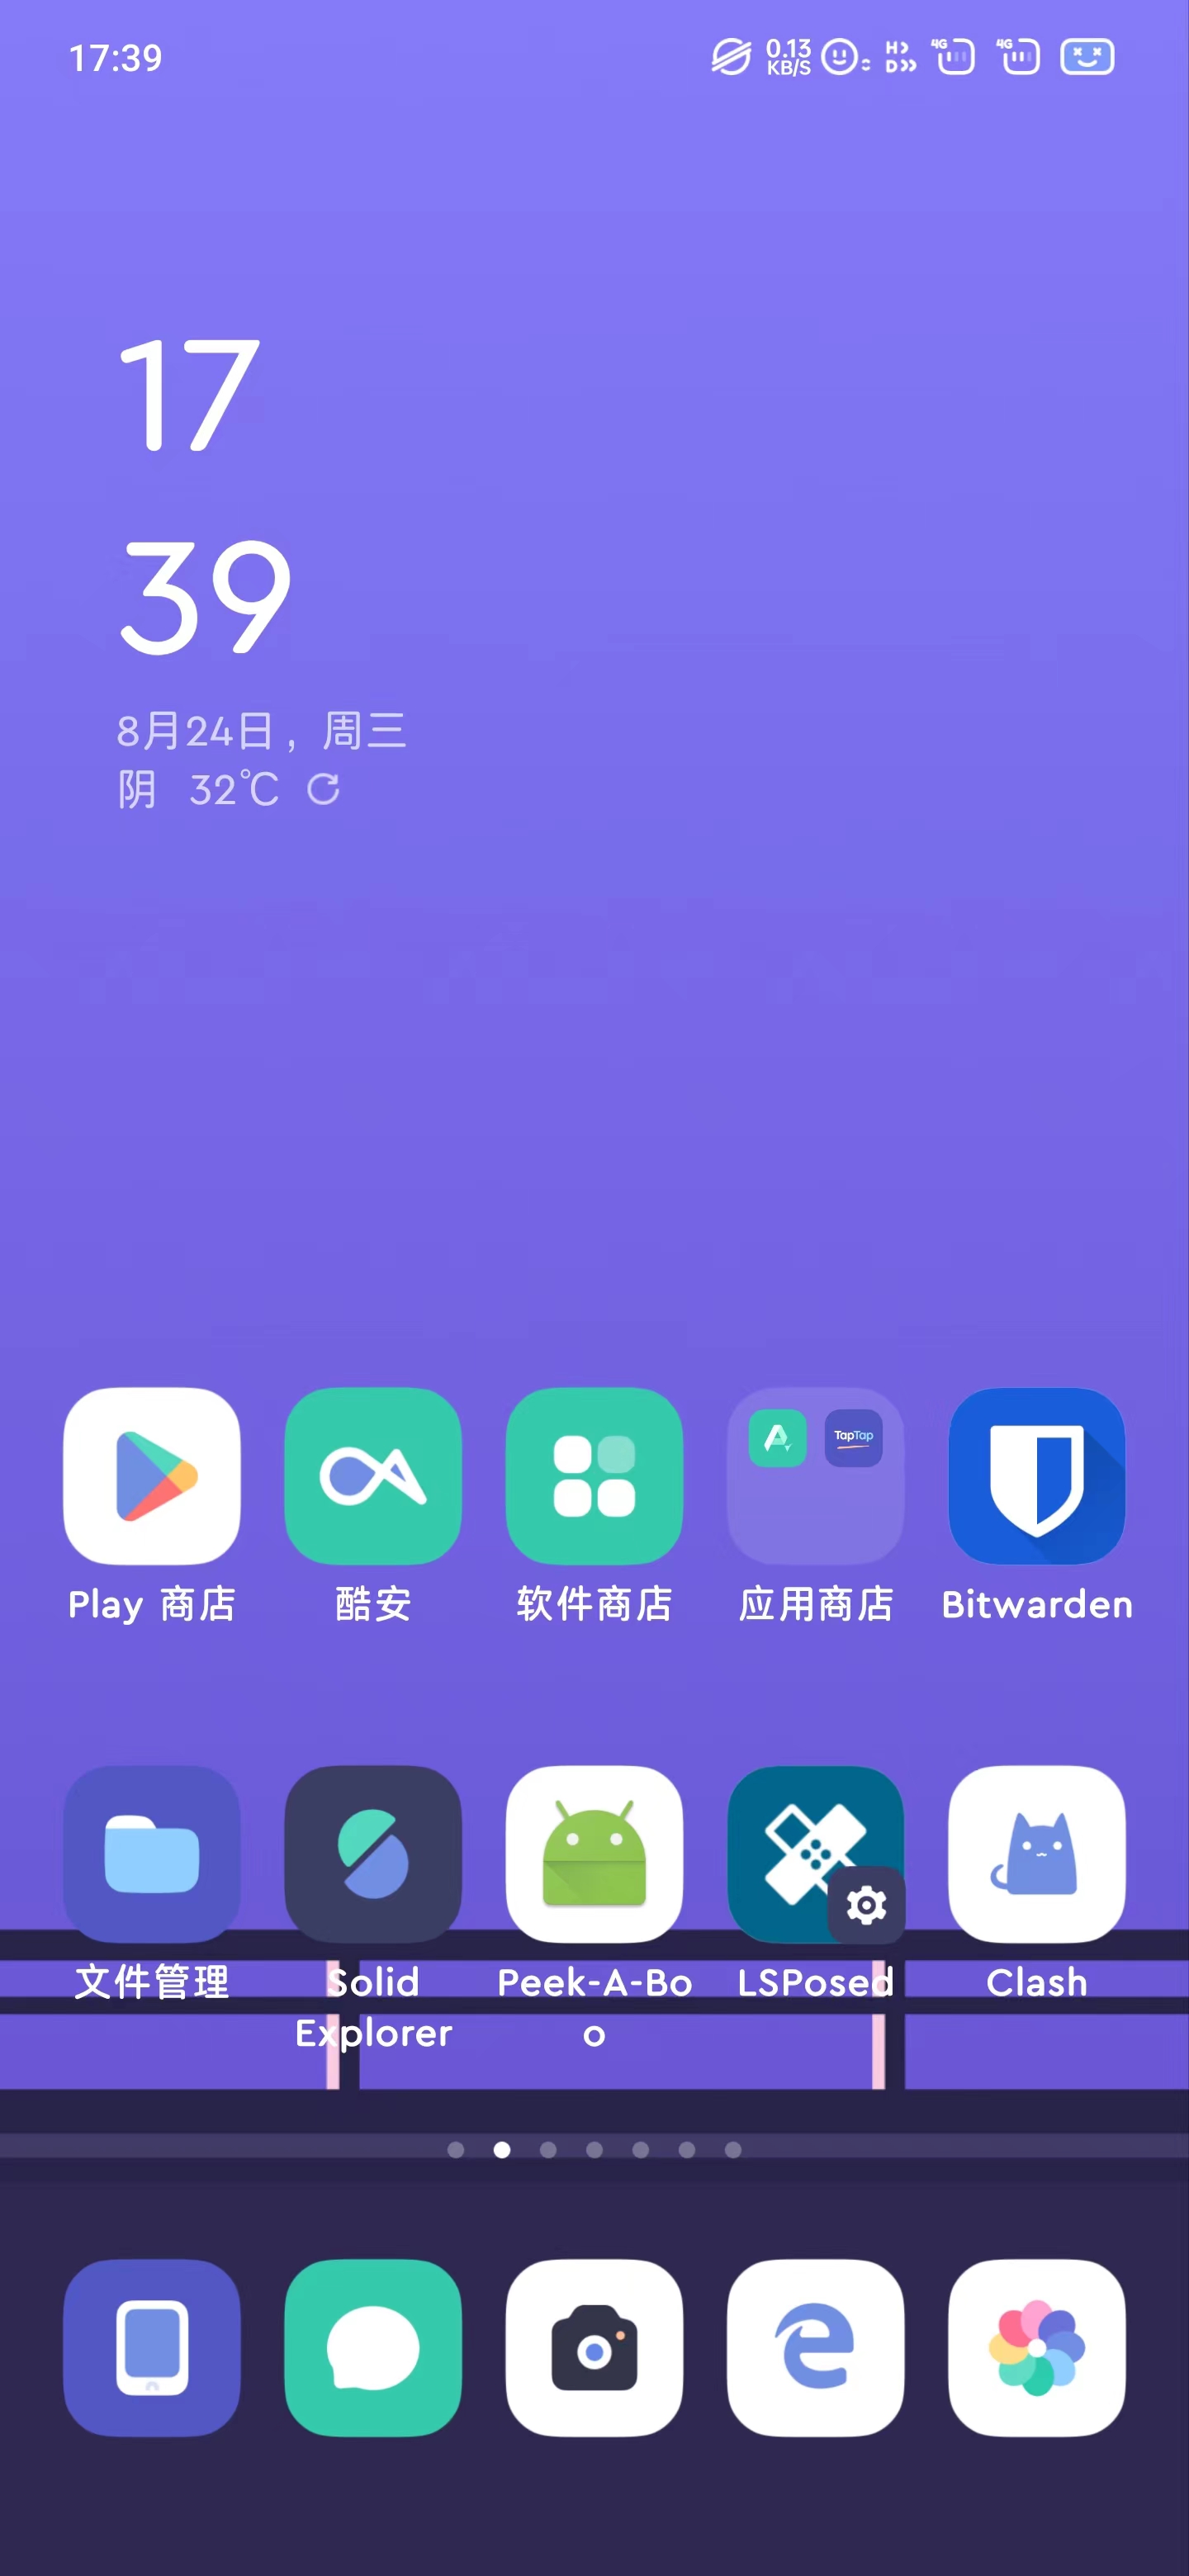 17:39
0.13
KB/S
HD
4G
4G
17
39
8月24日，周三
阴 32℃
TapTap
Play 商店
酷安
软件商店
应用商店
Bitwarden
文件管理
Solid
Explorer
Peek-A-Bo
o
LSPosed
Clash